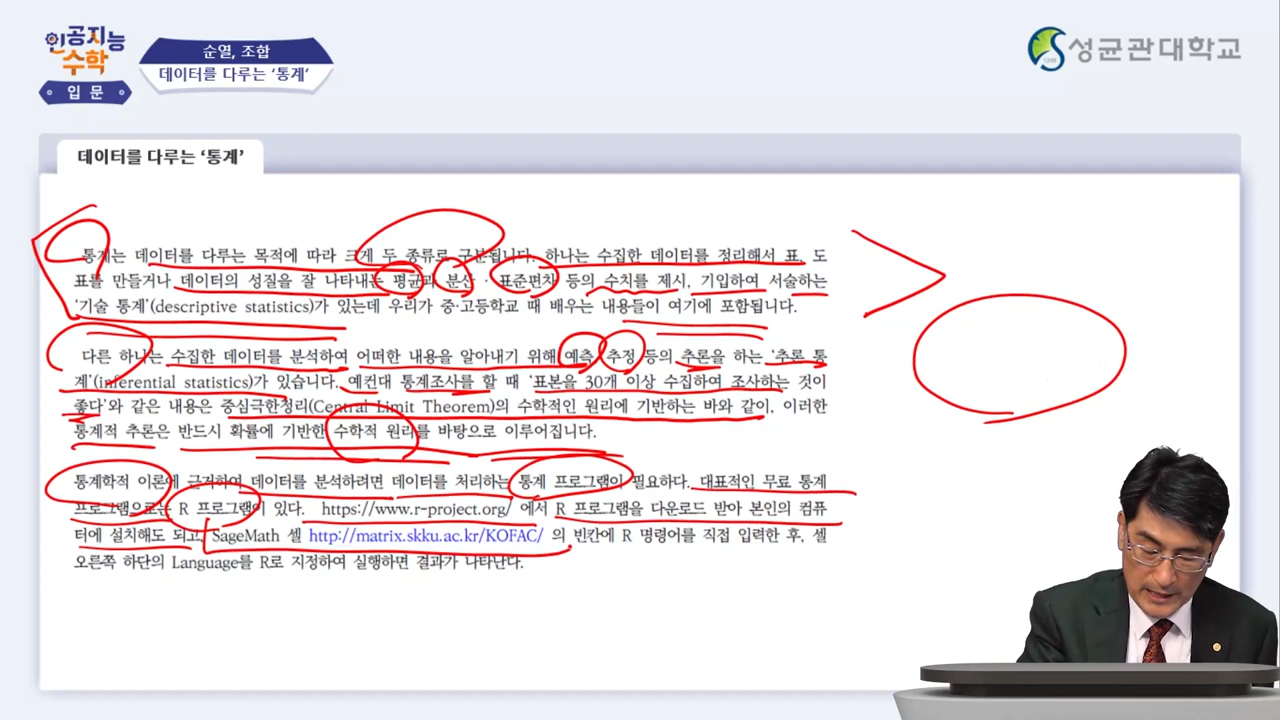 인공지능
수학
입문
순열, 조합
데이터를 다루는 '통계'
성균관대학교
1398
데이터를 다루는 ‘통계’
통계는 데이터를 다루는 목적에 따라 크게 두 종류로 구분됩니다. 하나는 수집한 데이터를 정리해서 표, 도
표를 만들거나 데이터의 성질을 잘 나타내는 평균과 분산 · 표준편차 등의 수치를 제시, 기입하여 서술하는
‘기술 통계’(descriptive statistics)가 있는데 우리가 중·고등학교 때 배우는 내용들이 여기에 포함됩니다.
다른 하나는 수집한 데이터를 분석하여 어떠한 내용을 알아내기 위해 예측 추정 등의 추론을 하는 ‘추론 통
계’(inferential statistics)가 있습니다. 예컨대 통계조사를 할 때 ‘표본을 30개 이상 수집하여 조사하는 것이
좋다’와 같은 내용은 중심극한정리(Central Limit Theorem)의 수학적인 원리에 기반하는 바와 같이, 이러한
통계적 추론은 반드시 확률에 기반한 수학적 원리를 바탕으로 이루어집니다.
통계학적 이론에 근거하여 데이터를 분석하려면 데이터를 처리하는 통계 프로그램이 필요하다. 대표적인 무료 통계
프로그램으로는 R 프로그램이 있다. https://www.r-project.org/ 에서 R 프로그램을 다운로드 받아 본인의 컴퓨
터에 설치해도 되고, SageMath 셀 http://matrix.skku.ac.kr/KOFAC/ 의 빈칸에 R 명령어를 직접 입력한 후, 셀
오른쪽 하단의 Language를 R로 지정하여 실행하면 결과가 나타난다.